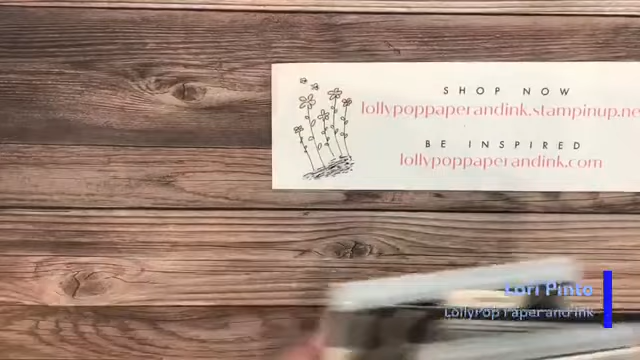 SHOP NOW
lollypoppaperandink.stampinup.ne
BE INSPIRED
lollypoppaperandink.com
Lori Pinto
LollyPop Paper and Ink